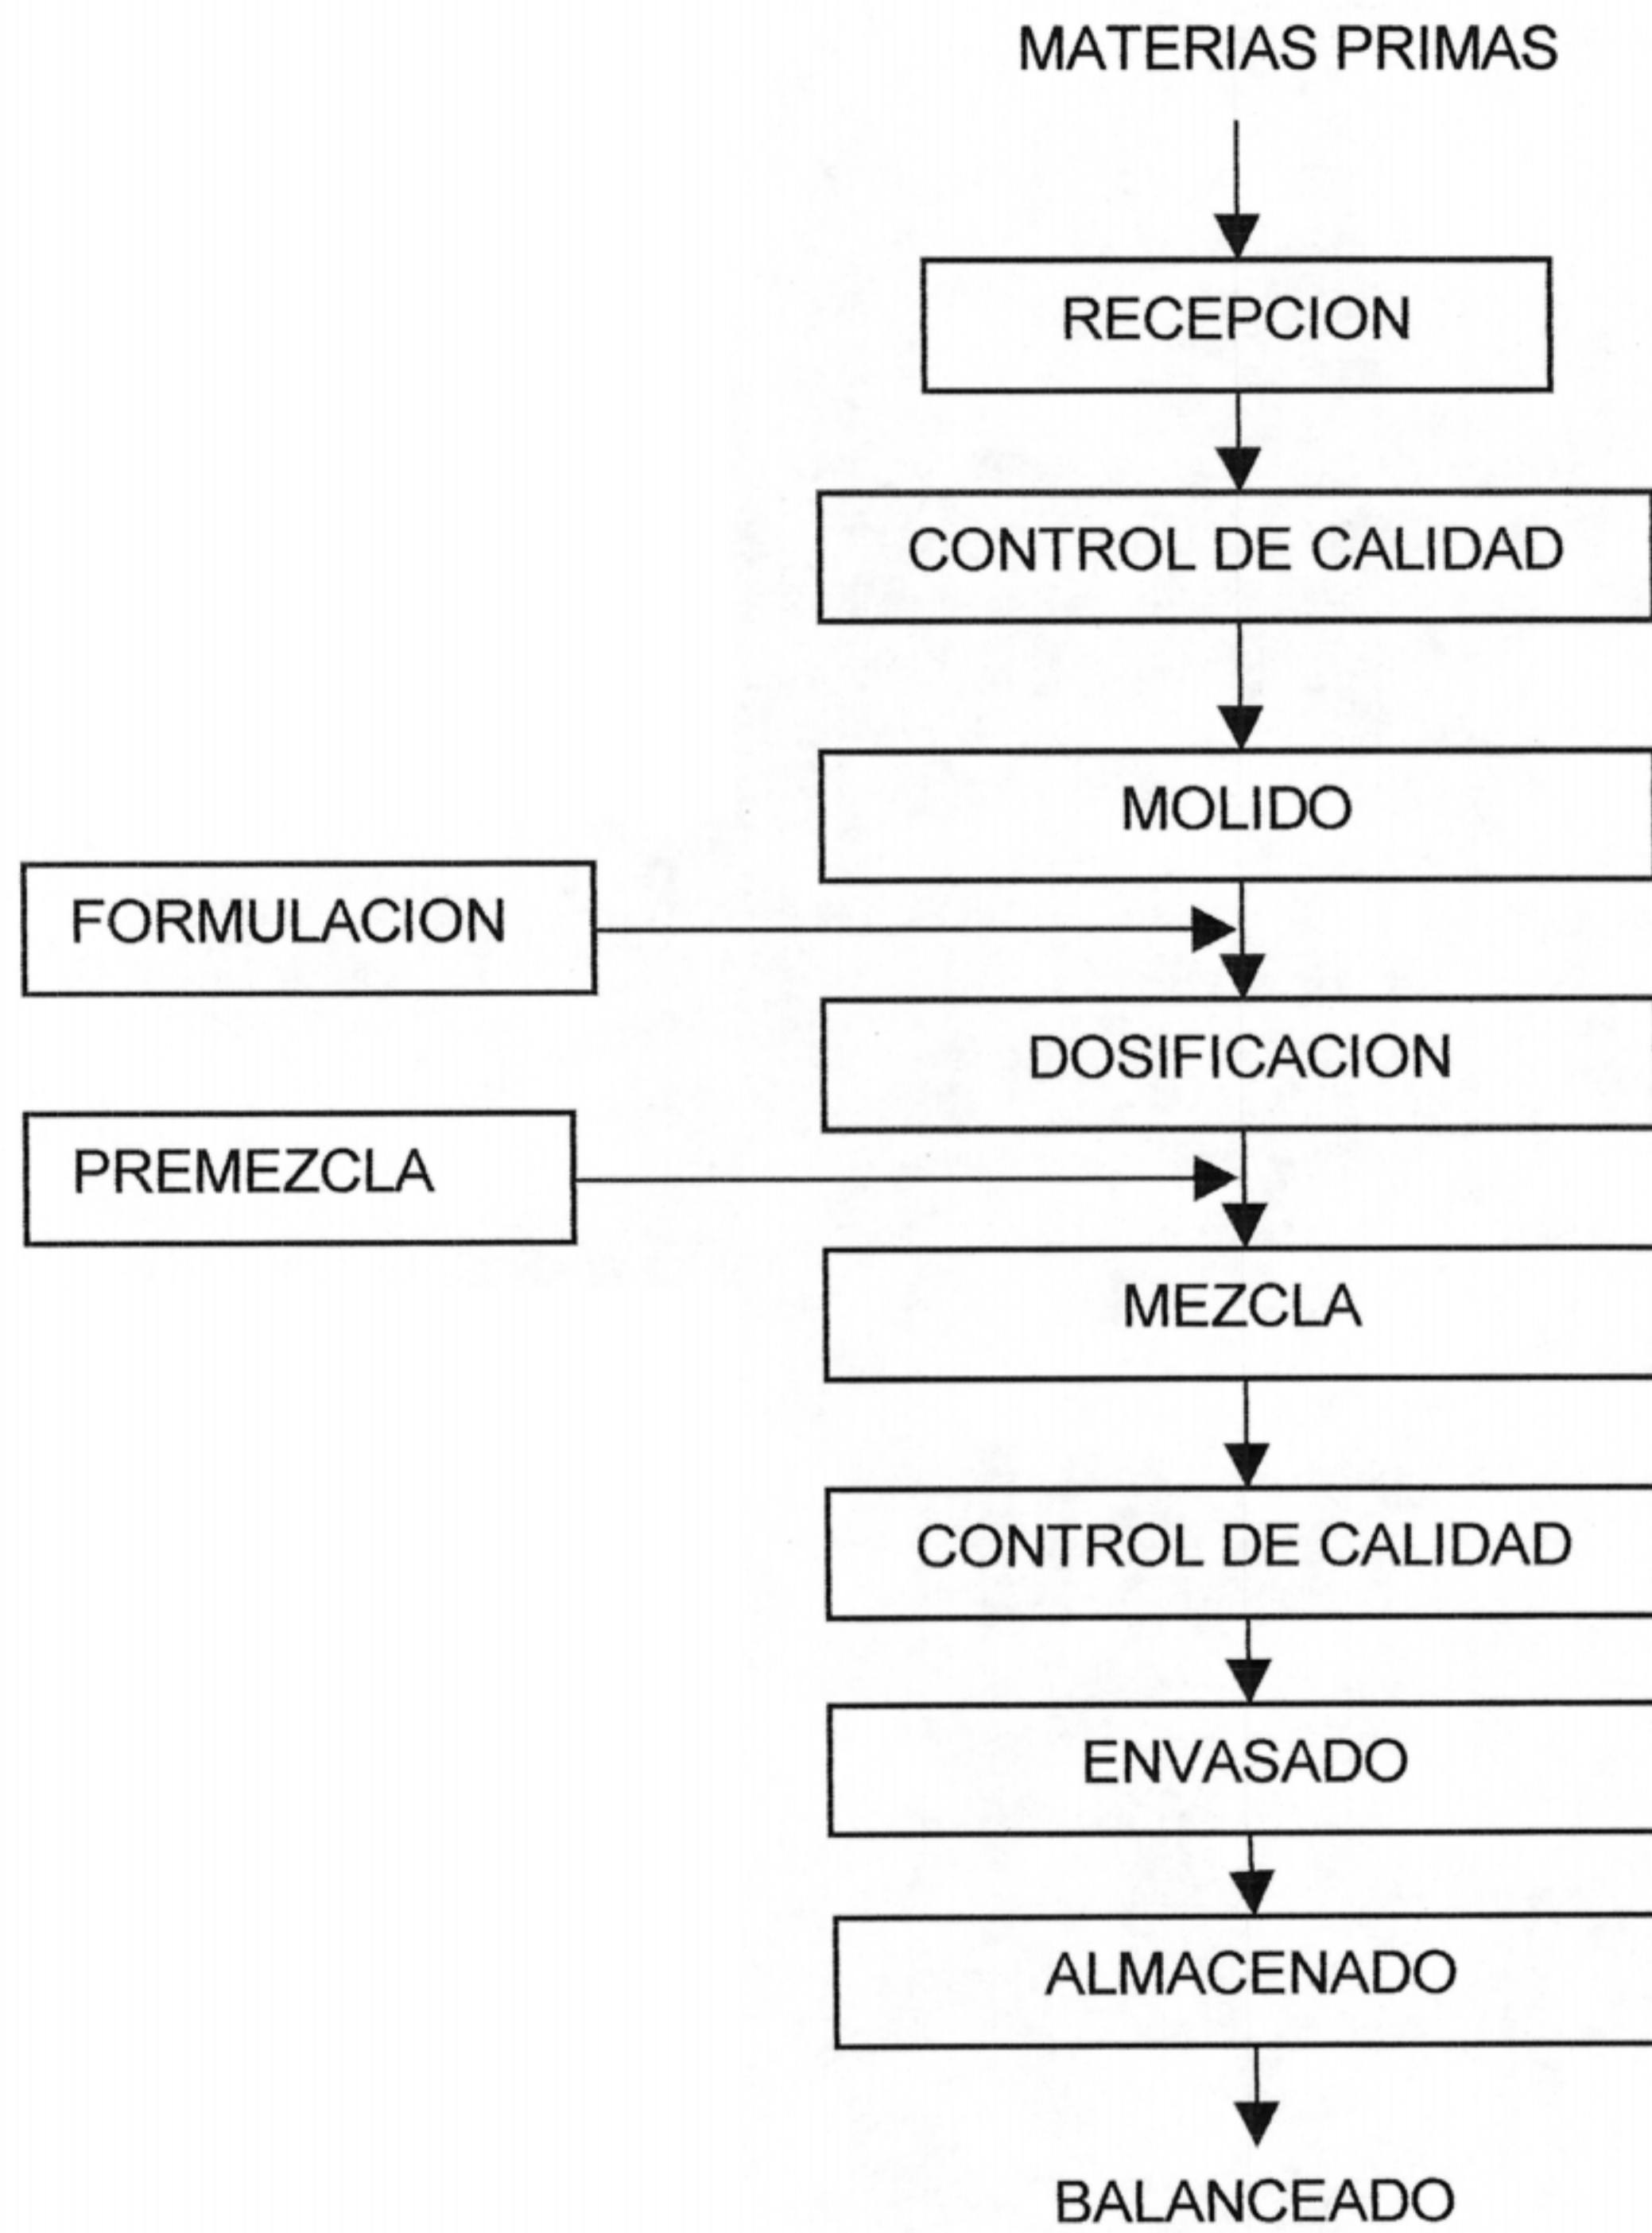 MATERIAS PRIMAS
RECEPCION
CONTROL DE CALIDAD
MOLIDO
FORMULACION
DOSIFICACION
PREMEZCLA
MEZCLA
CONTROL DE CALIDAD
ENVASADO
ALMACENADO
BALANCEADO